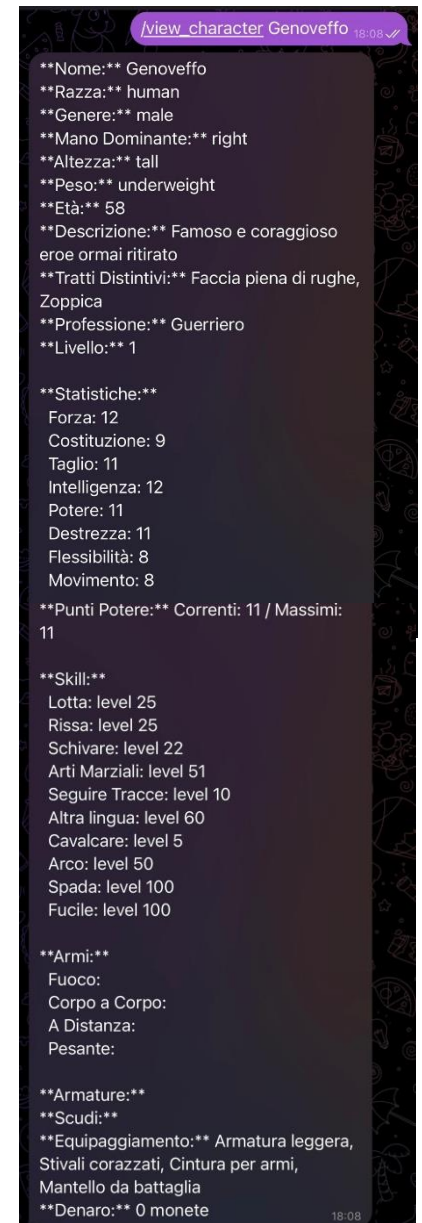 /view_character Genoveffo 18:08
**Nome:** Genoveffo
**Razza:** human
**Genere:** male
**Mano Dominante:** right
**Altezza:** tall
**Peso:** underweight
**Età:** 58
**Descrizione:** Famoso e coraggioso
eroe ormai ritirato
**Tratti Distintivi:** Faccia piena di rughe,
Zoppica
**Professione:** Guerriero
**Livello:** 1
**Statistiche:**
Forza: 12
Costituzione: 9
Taglio: 11
Intelligenza: 12
Potere: 11
Destrezza: 11
Flessibilità: 8
Movimento: 8
**Punti Potere:** Correnti: 11 / Massimi:
11
**Skill:**
Lotta: level 25
Rissa: level 25
Schivare: level 22
Arti Marziali: level 51
Seguire Tracce: level 10
Altra lingua: level 60
Cavalcare: level 5
Arco: level 50
Spada: level 100
Fucile: level 100
**Armi:**
Fuoco:
Corpo a Corpo:
A Distanza:
Pesante:
**Armature:**
**Scudi:**
**Equipaggiamento:** Armatura leggera,
Stivali corazzati, Cintura per armi,
Mantello da battaglia
**Denaro:** 0 monete
18:08